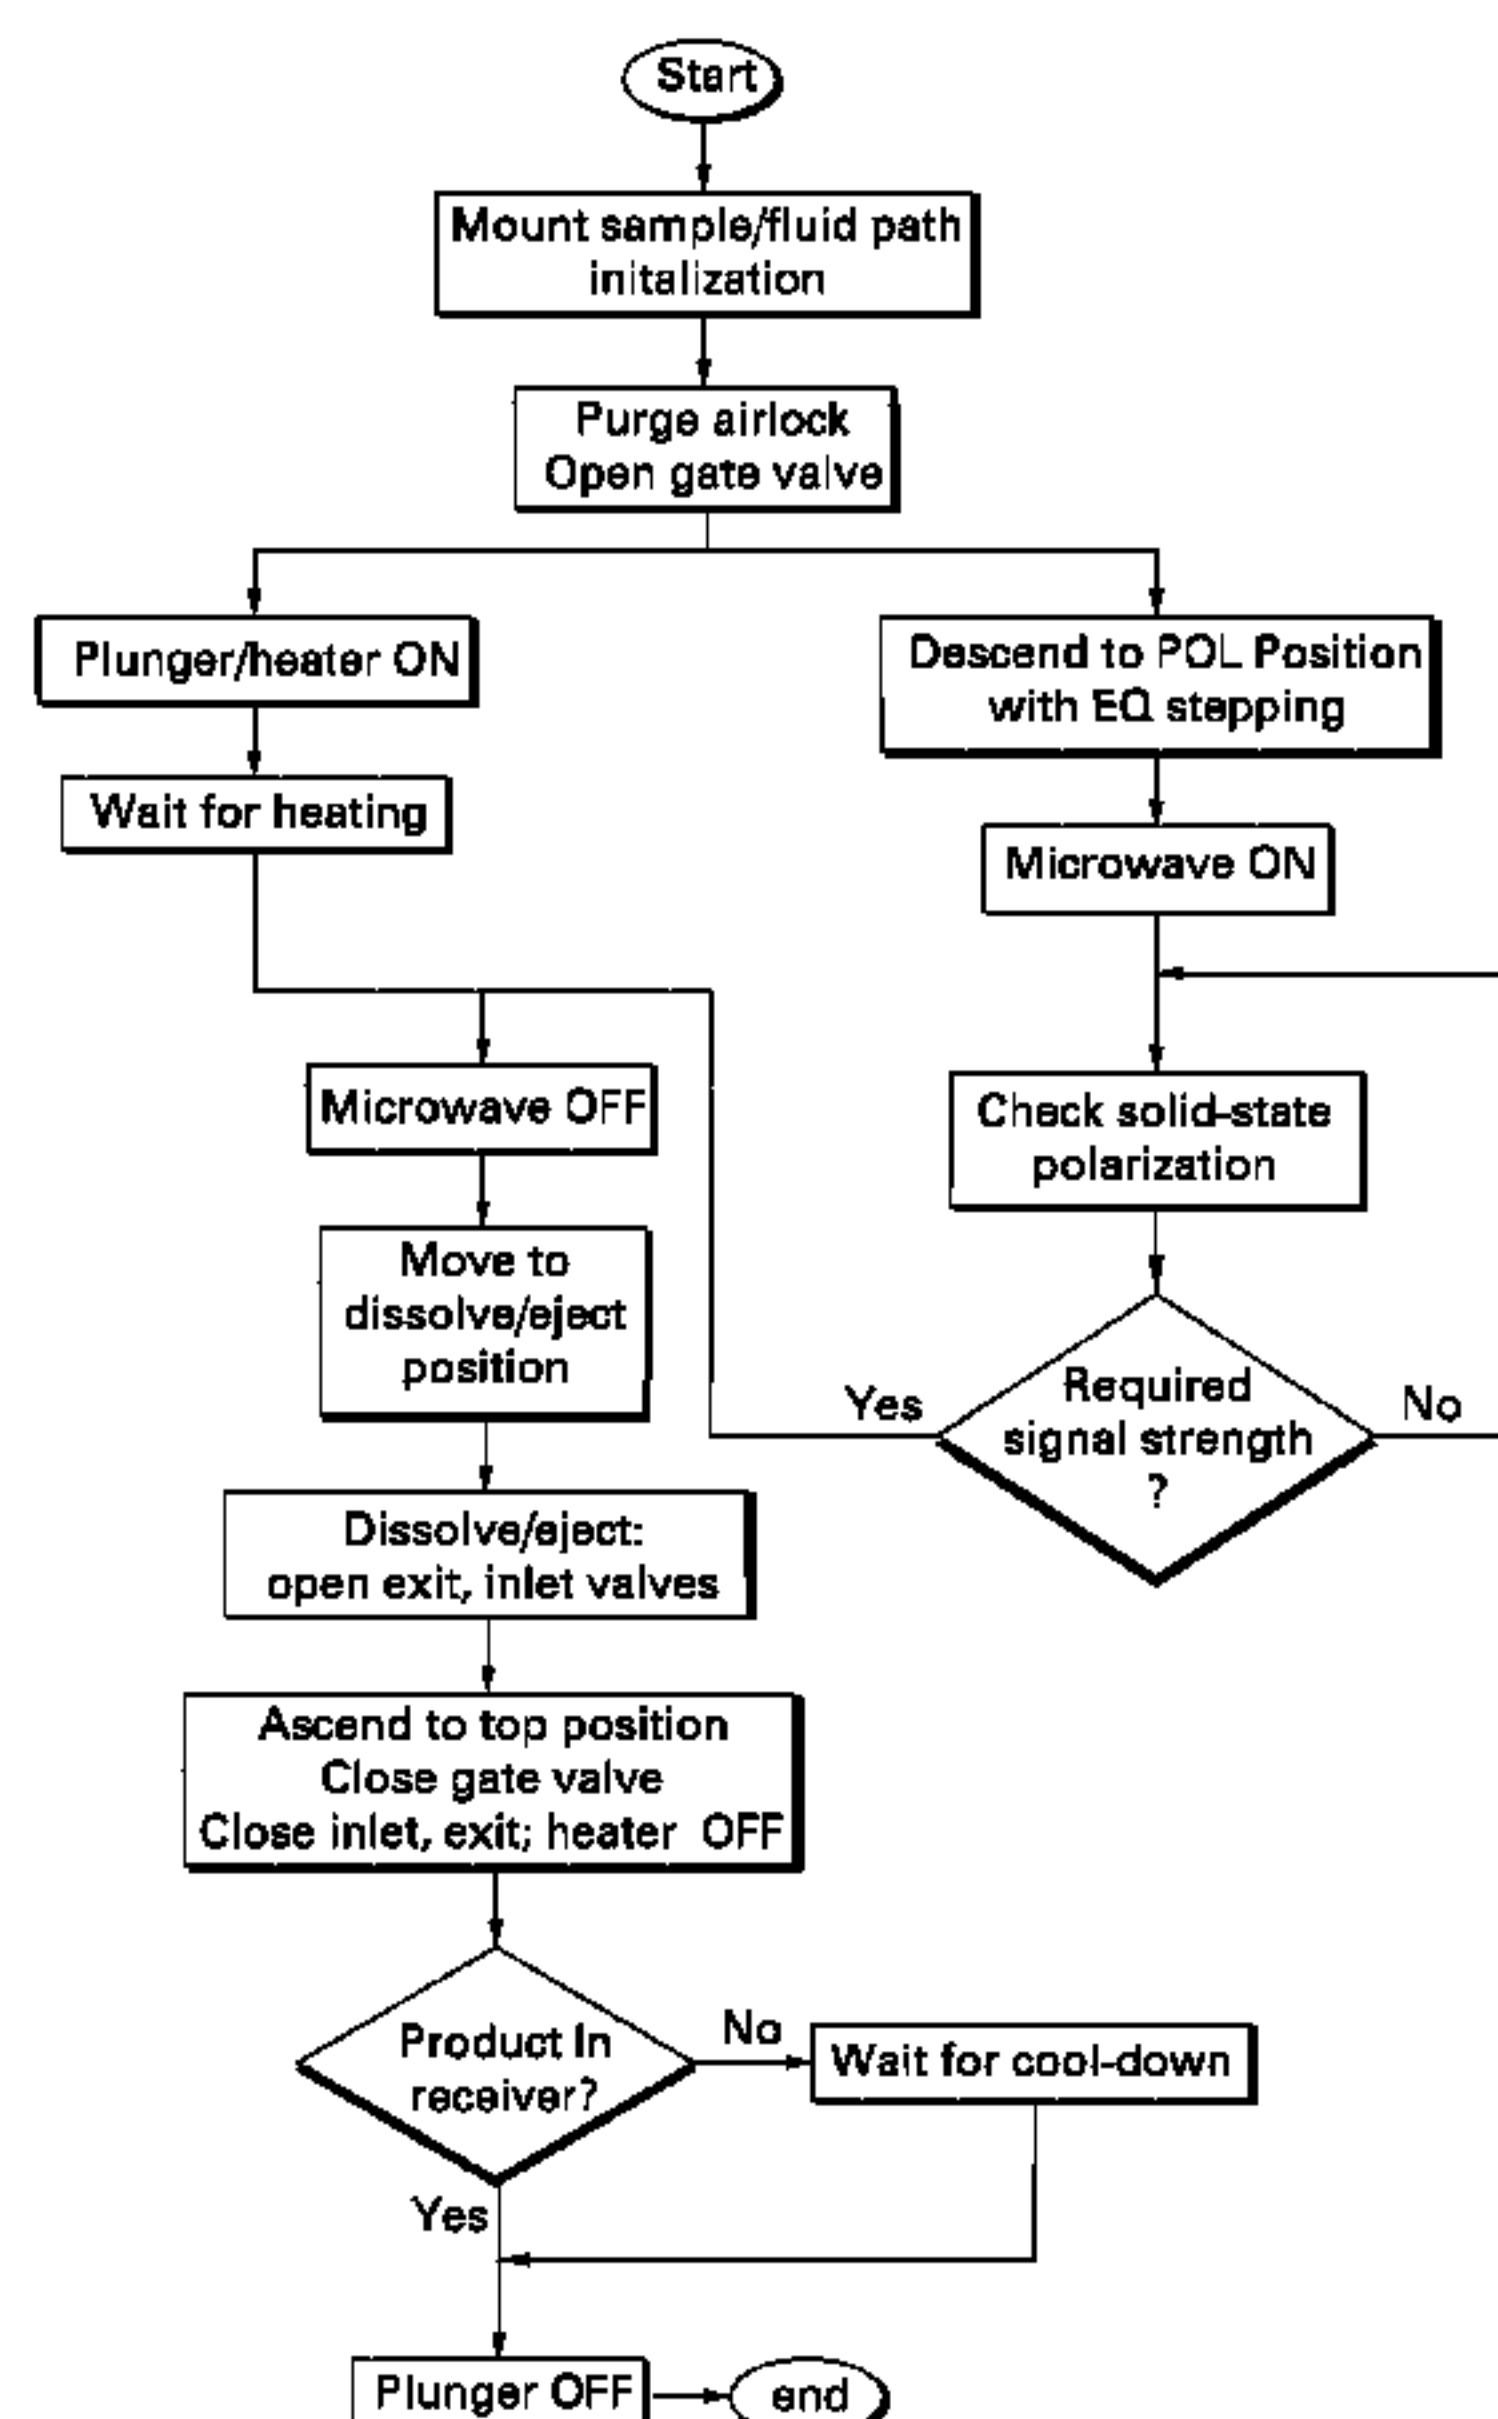 Start
Mount sample/fluid path
initalization
Purge airlock
Open gate valve
Plunger/heater ON
Descend to POL Position
with EQ stepping
Wait for heating
Microwave ON
Microwave OFF
Check solid-state
polarization
Move to
dissolve/eject
position
Yes
Required
signal strength
?
No
Dissolve/eject:
open exit, inlet valves
Ascend to top position
Close gate valve
Close inlet, exit; heater OFF
Product In
receiver?
No
Wait for cool-down
Yes
Plunger OFF
end